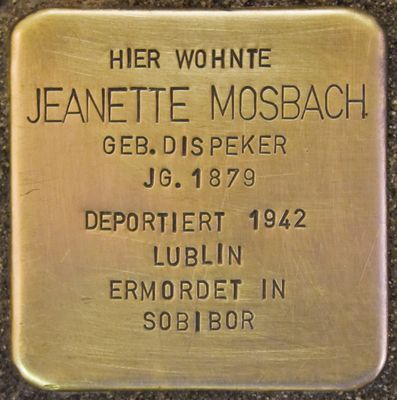 HIER WOHNTE
JEANETTE MOSBACH
GEB. DISPEKER
JG. 1879
DEPORTIERT 1942
LUBLIN
ERMORDET IN
SOBIBOR